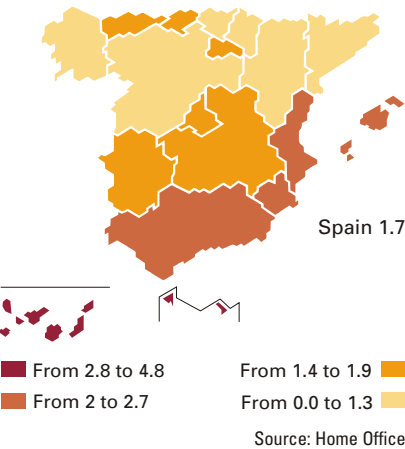 Spain 1.7
From 2.8 to 4.8
From 1.4 to 1.9
From 2 to 2.7
From 0.0 to 1.3
Source: Home Office